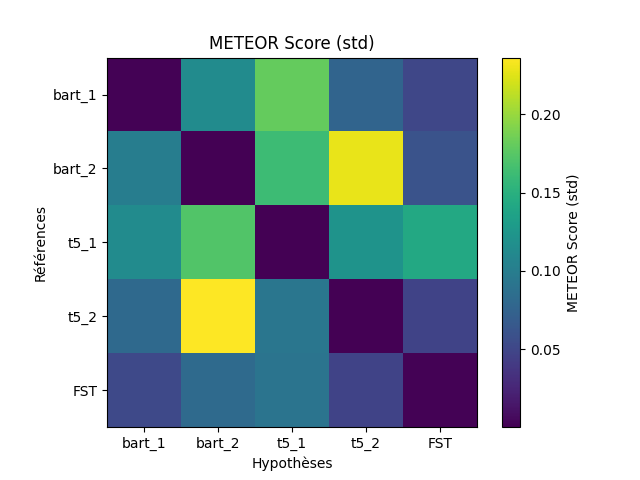 METEOR Score (std)
bart_1
bart_2
t5_1
t5_2
FST
Références
bart_1 bart_2 t5_1 t5_2 FST
Hypothèses
0.20
0.15
0.10
0.05
METEOR Score (std)